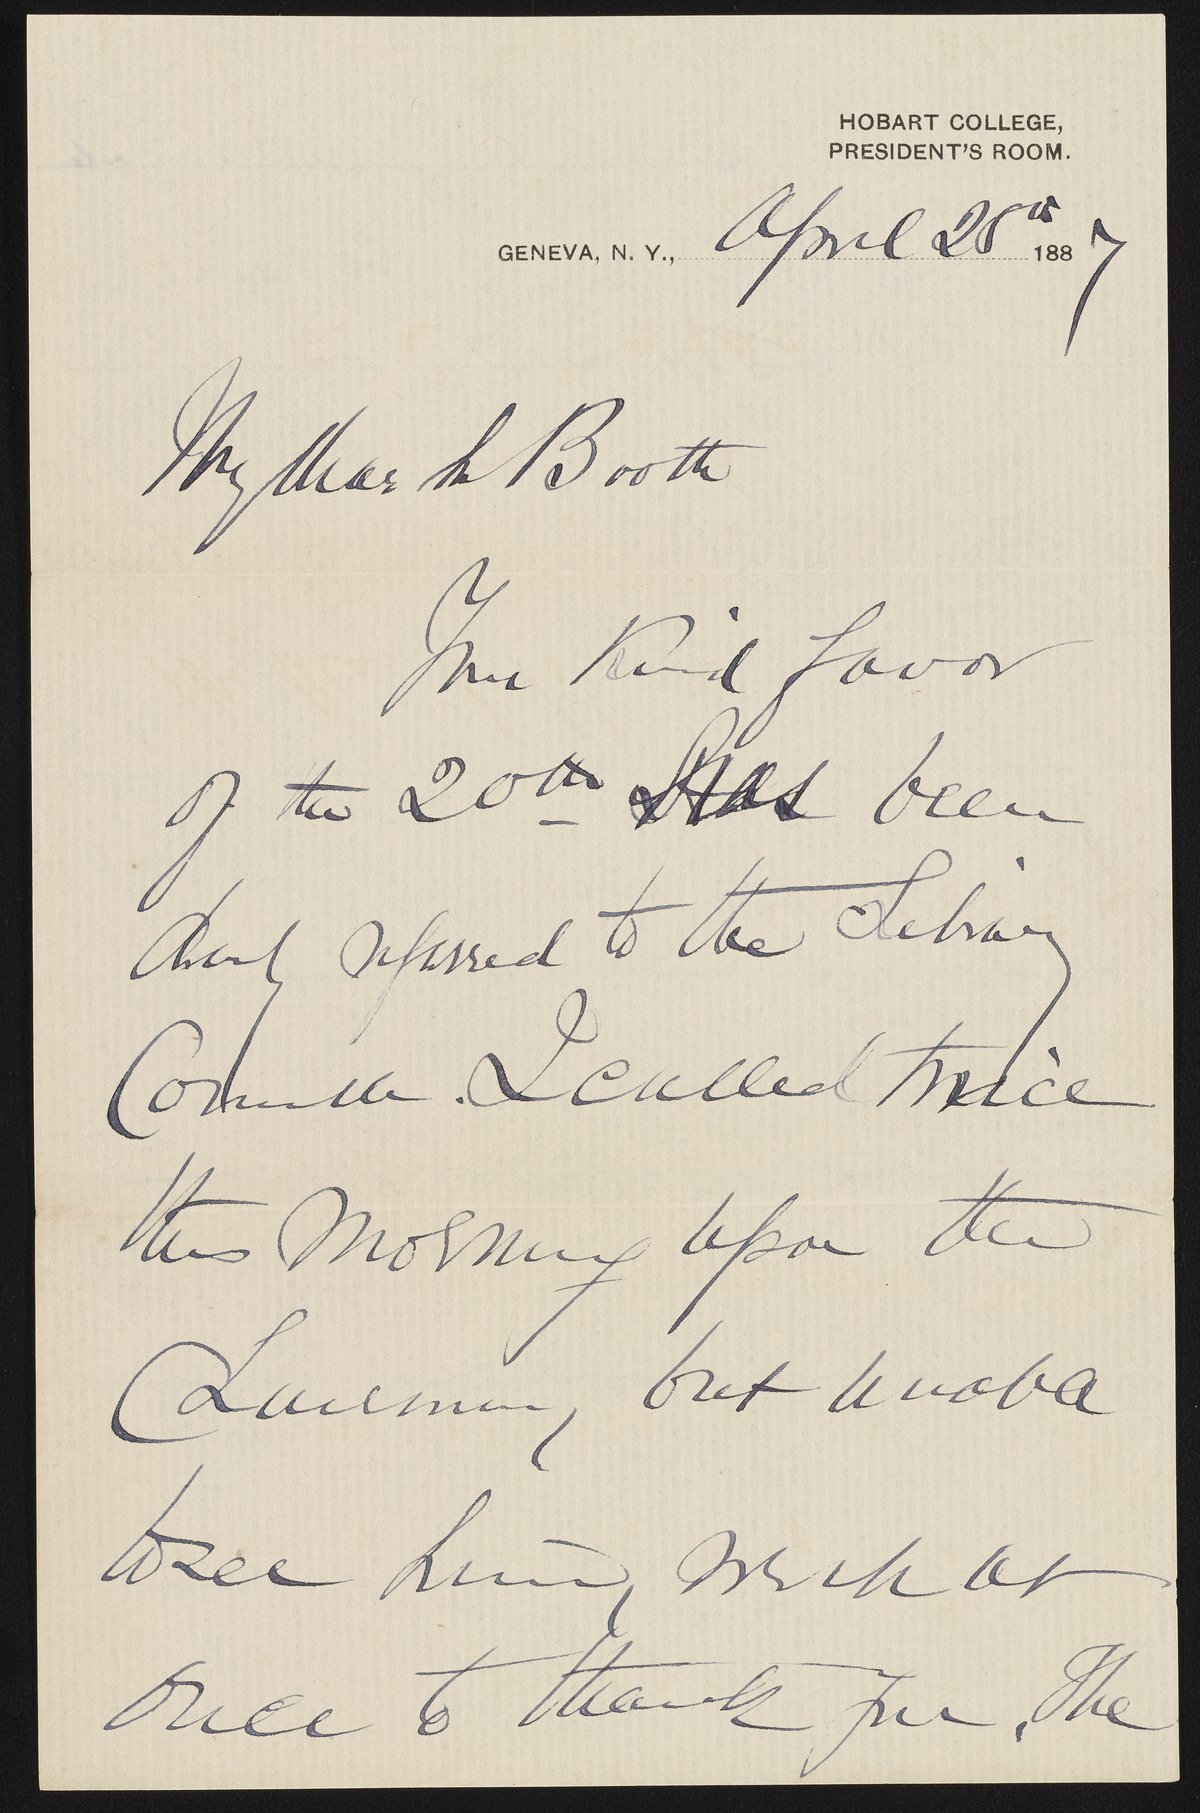 HOBART COLLEGE,
PRESIDENT'S ROOM.
GENEVA, N. Y., April 28th 1887
My dear Mr Booth
Your kind favor
of the 20th has been
duly referred to the Library
Committee. I called twice
this morning upon the
Chairman, but unable
to see him, wish at
once to thank you. The